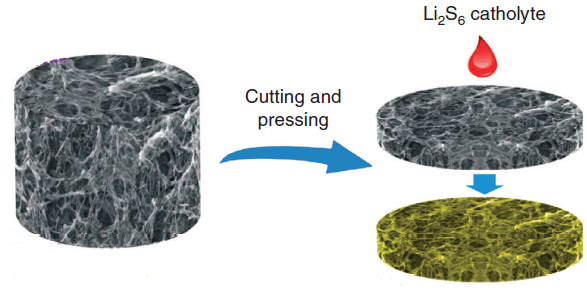 Li₂S₆ catholyte
Cutting and
pressing